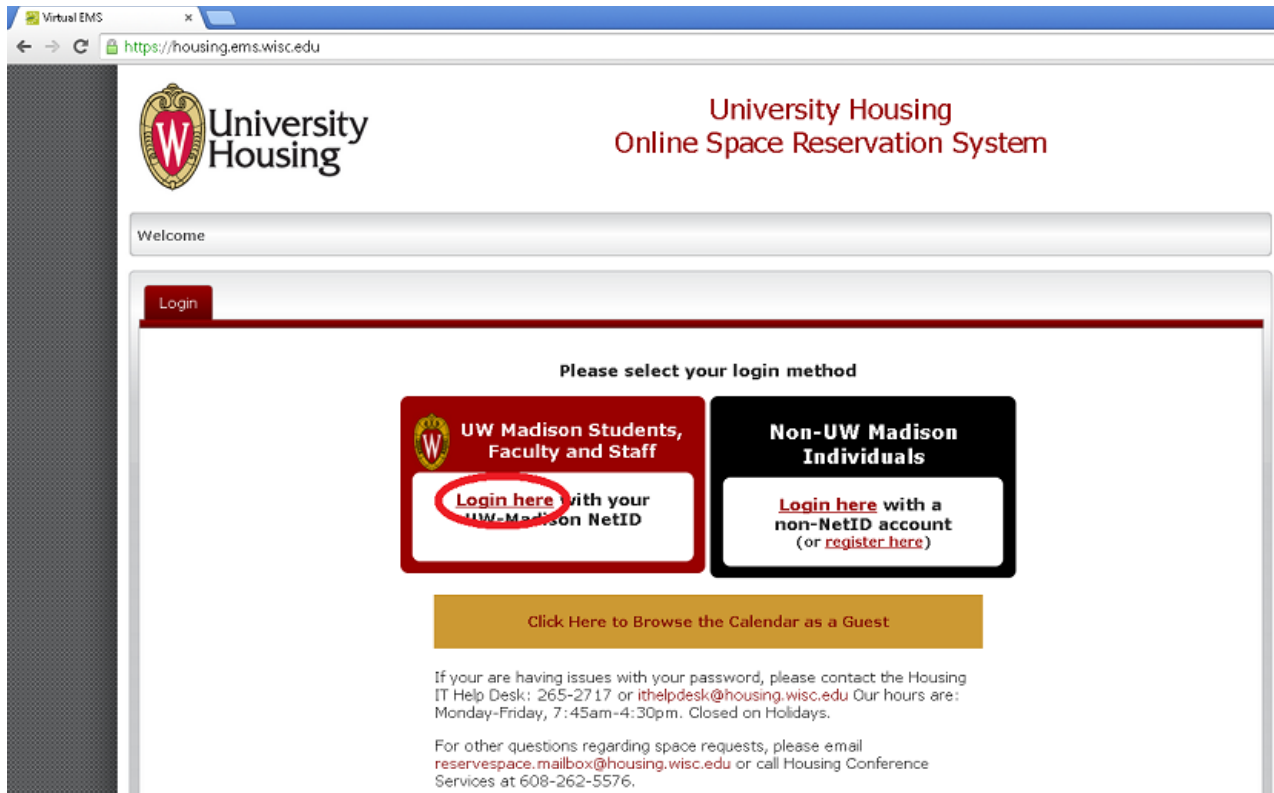 Virtual EMS
https://housing.ems.wisc.edu
W University
Housing
University Housing
Online Space Reservation System
Welcome
Login
Please select your login method
W
UW Madison Students,
Faculty and Staff
Login here with your
UW-Madison NetID
Non-UW Madison
Individuals
Login here with a
non-NetID account
(or register here)
Click Here to Browse the Calendar as a Guest
If your are having issues with your password, please contact the Housing
IT Help Desk: 265-2717 or ithelpdesk@housing.wisc.edu Our hours are:
Monday-Friday, 7:45am-4:30pm. Closed on Holidays.
For other questions regarding space requests, please email
reservespace.mailbox@housing.wisc.edu or call Housing Conference
Services at 608-262-5576.